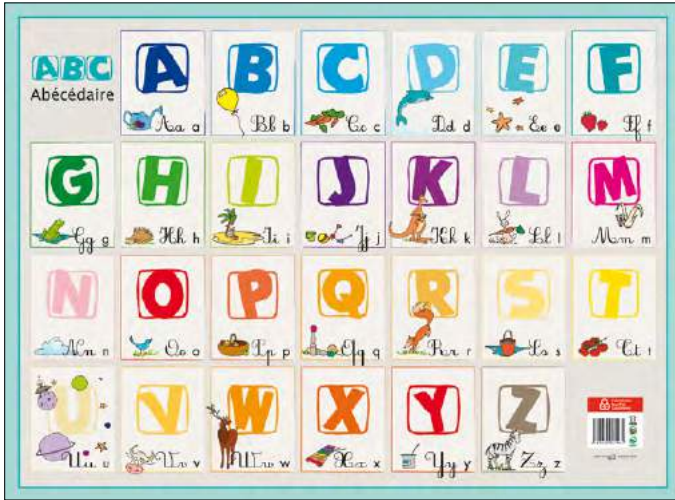 ABC
Abécédaire
A
Aa a
B
Bb b
C
Cc c
D
Dd d
E
Ee e
F
Ff f
G
Gg g
H
Hh h
I
Ii i
J
Jj j
K
Kk k
L
Ll l
M
Mm m
N
Nn n
O
Oo o
P
Pp p
Q
Qq q
R
Rr r
S
Ss s
T
Tt t
U
Uu u
V
Vv v
W
Ww w
X
Xx x
Y
Yy y
Z
Zz z